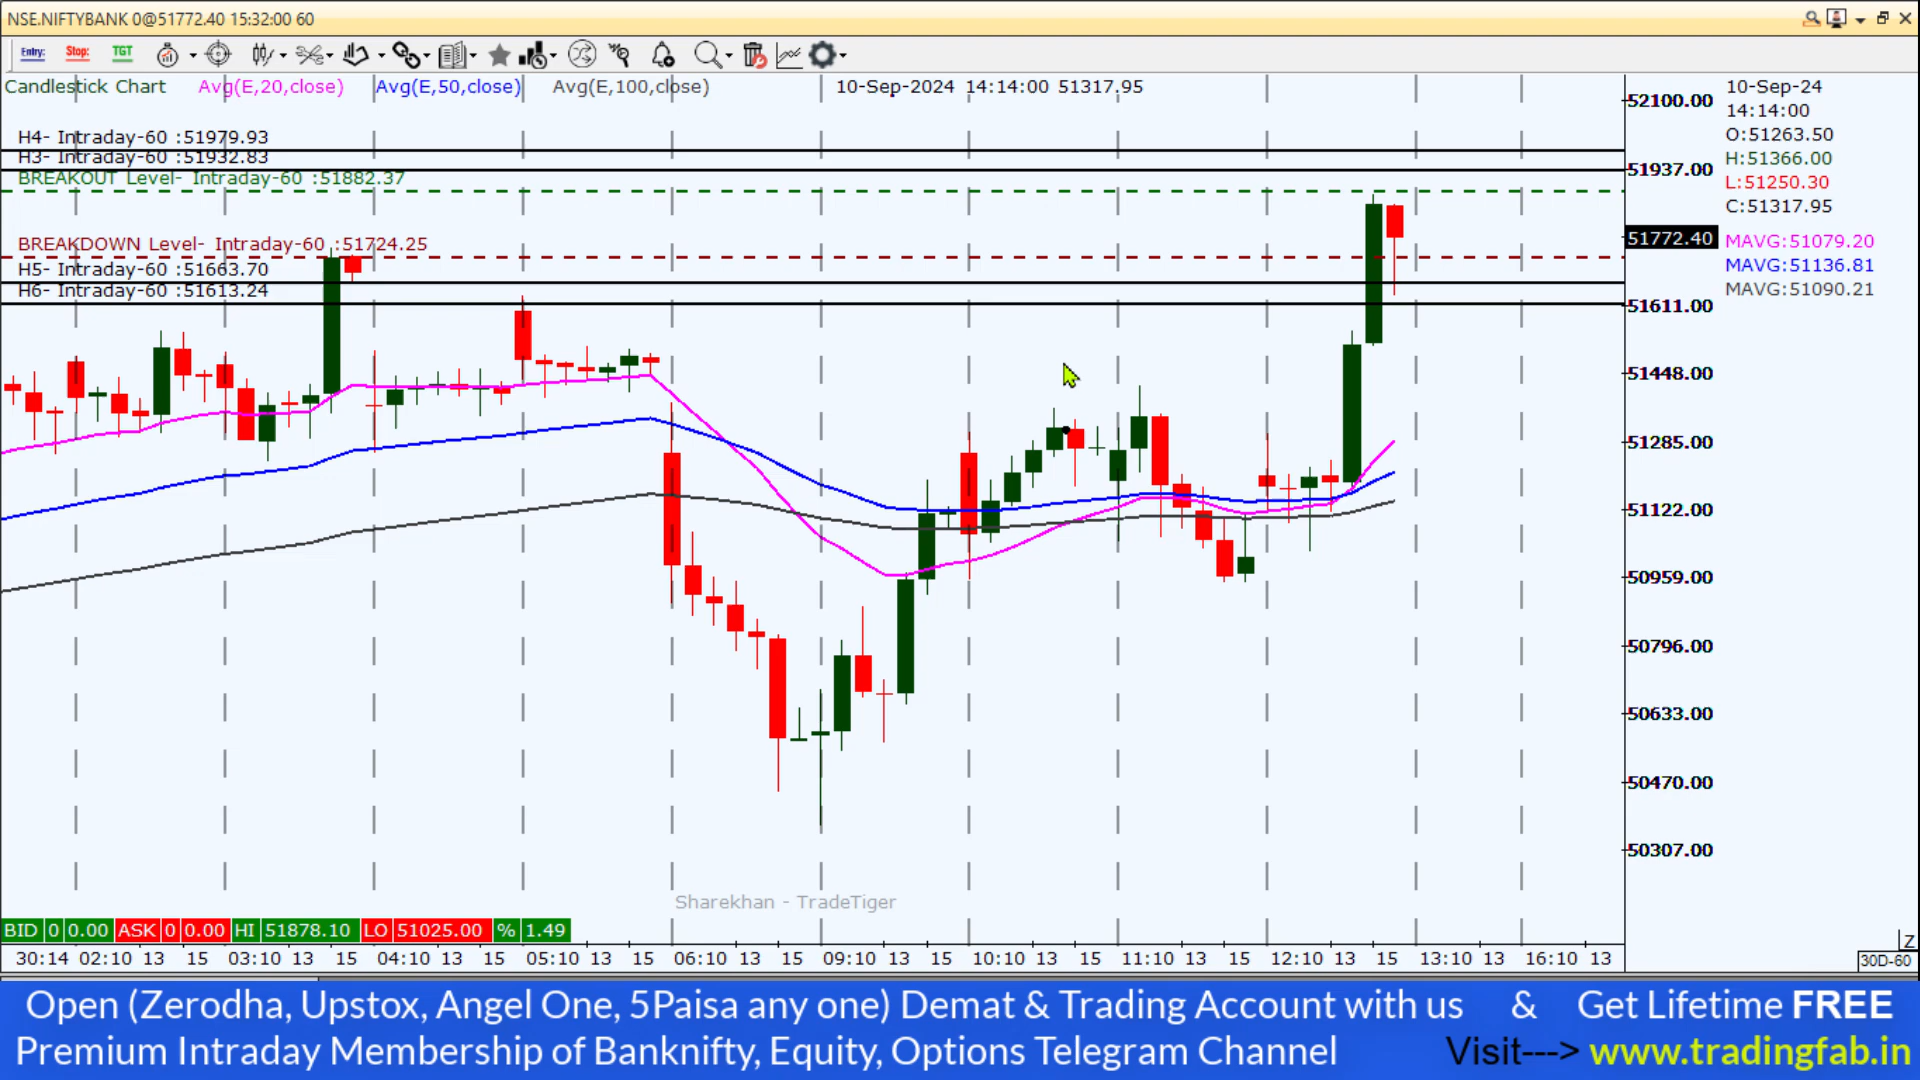 NSE.NIFTYBANK 0@51772.40 15:32:00 60
Entry: Stop: TGT
Candlestick Chart Avg(E,20,close) Avg(E,50,close) Avg(E,100,close) 10-Sep-2024 14:14:00 51317.95
H4- Intraday-60 :51979.93
H3- Intraday-60 :51932.83
BREAKOUT Level- Intraday-60 :51882.37
BREAKDOWN Level- Intraday-60 :51724.25
H5- Intraday-60 :51663.70
H6- Intraday-60 :51613.24
52100.00
51937.00
51772.40
51611.00
51448.00
51285.00
51122.00
50959.00
50796.00
50633.00
50470.00
50307.00
10-Sep-24
14:14:00
O:51263.50
H:51366.00
L:51250.30
C:51317.95
MAVG:51079.20
MAVG:51136.81
MAVG:51090.21
Sharekhan - TradeTiger
BID 0 0.00 ASK 0 0.00 HI 51878.10 LO 51025.00 % 1.49
Z
30:14 02:10 13 15 03:10 13 15 04:10 13 15 05:10 13 15 06:10 13 15 09:10 13 15 10:10 13 15 11:10 13 15 12:10 13 15 13:10 13 16:10 13
30D-60
Open (Zerodha, Upstox, Angel One, 5Paisa any one) Demat & Trading Account with us & Get Lifetime FREE
Premium Intraday Membership of Banknifty, Equity, Options Telegram Channel Visit---> www.tradingfab.in